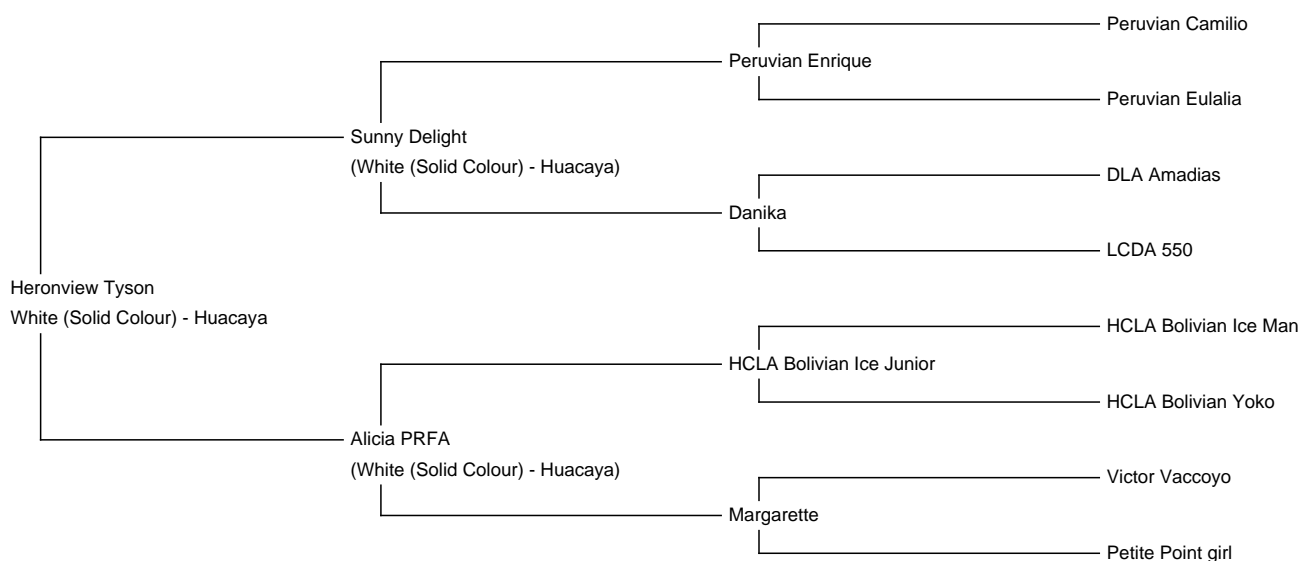 Peruvian Camilio
Peruvian Enrique
Peruvian Eulalia
Sunny Delight
(White (Solid Colour) - Huacaya)
DLA Amadias
Danika
LCDA 550
Heronview Tyson
White (Solid Colour) - Huacaya
HCLA Bolivian Ice Man
HCLA Bolivian Ice Junior
HCLA Bolivian Yoko
Alicia PRFA
(White (Solid Colour) - Huacaya)
Victor Vaccoyo
Margarette
Petite Point girl